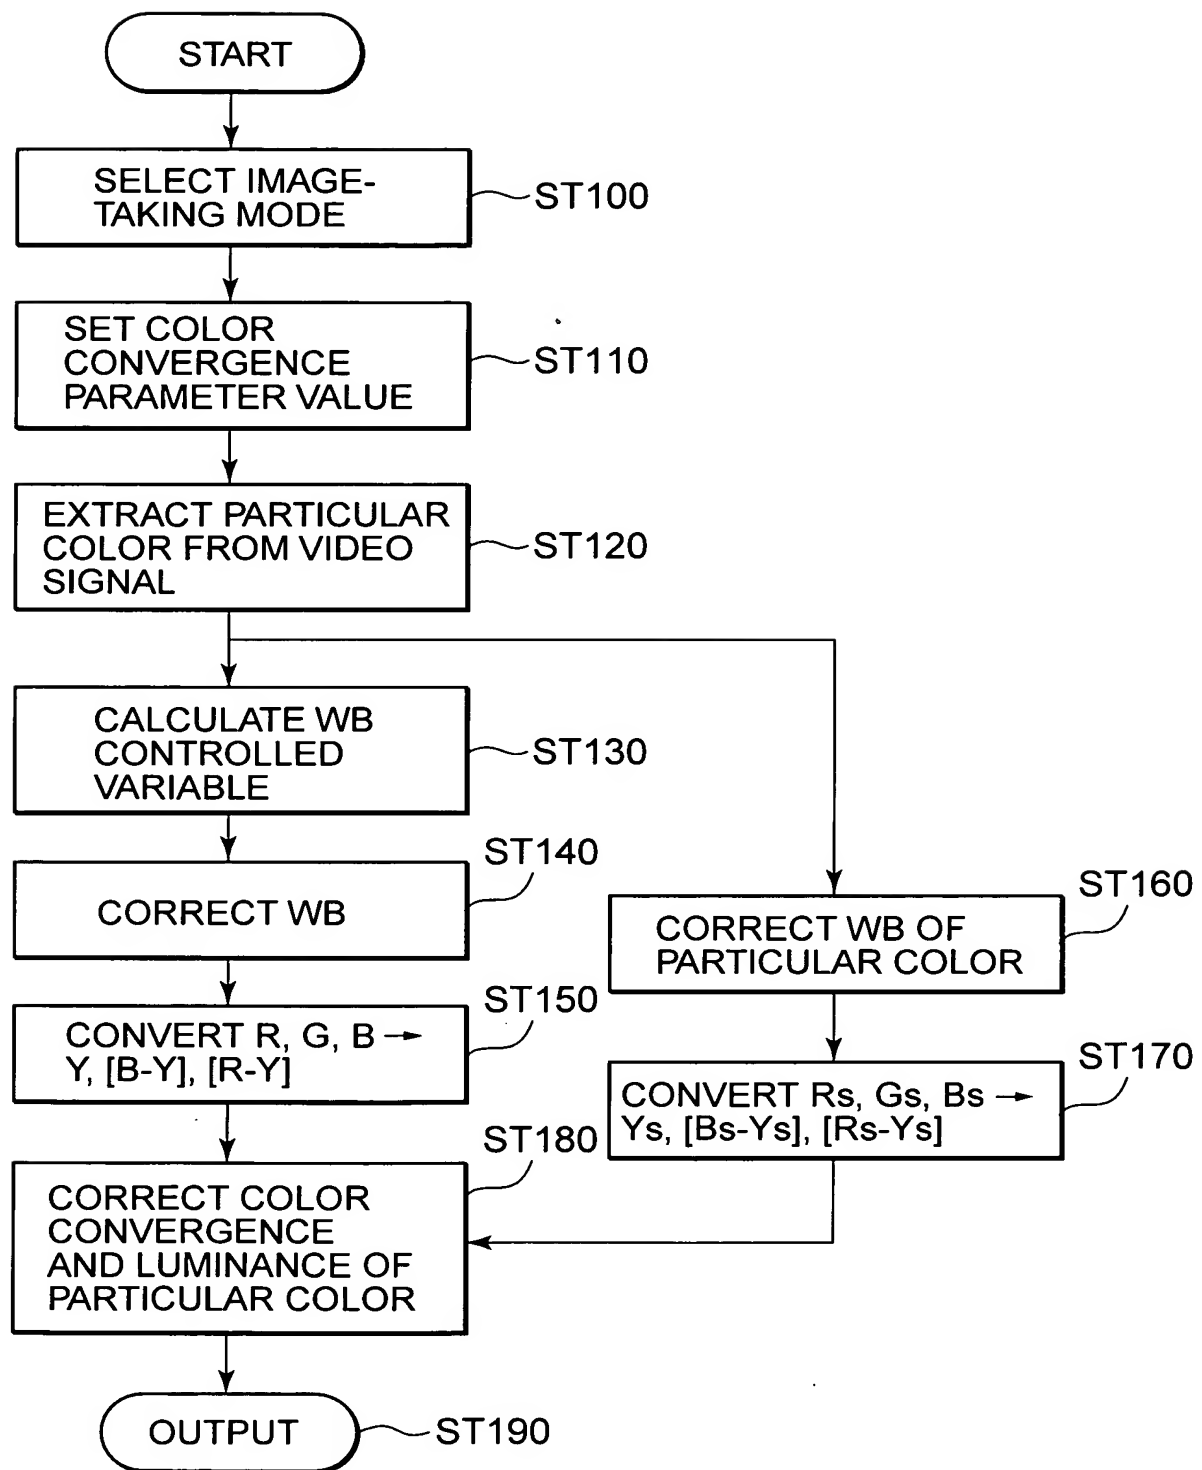 START
SELECT IMAGE-
TAKING MODE
ST100
SET COLOR
CONVERGENCE
PARAMETER VALUE
ST110
EXTRACT PARTICULAR
COLOR FROM VIDEO
SIGNAL
ST120
CALCULATE WB
CONTROLLED
VARIABLE
ST130
ST140
CORRECT WB
ST150
CONVERT R, G, B →
Y, [B-Y], [R-Y]
ST160
CORRECT WB OF
PARTICULAR COLOR
ST170
CONVERT Rs, Gs, Bs →
Ys, [Bs-Ys], [Rs-Ys]
ST180
CORRECT COLOR
CONVERGENCE
AND LUMINANCE OF
PARTICULAR COLOR
OUTPUT
ST190